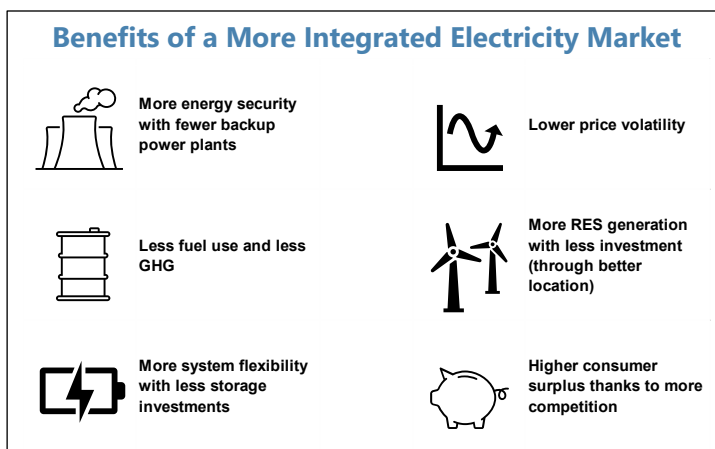 Benefits of a More Integrated Electricity Market
More energy security
with fewer backup
power plants
Lower price volatility
Less fuel use and less
GHG
More RES generation
with less investment
(through better
location)
More system flexibility
with less storage
investments
Higher consumer
surplus thanks to more
competition